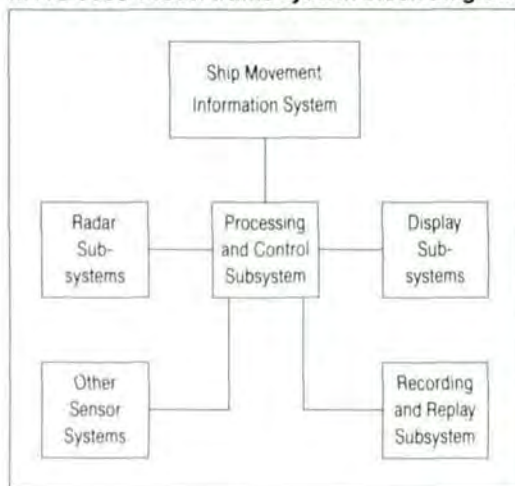 Ship Movement
Information System
Radar
Sub-
systems
Processing
and Control
Subsystem
Display
Sub-
systems
Other
Sensor
Systems
Recording
and Replay
Subsystem